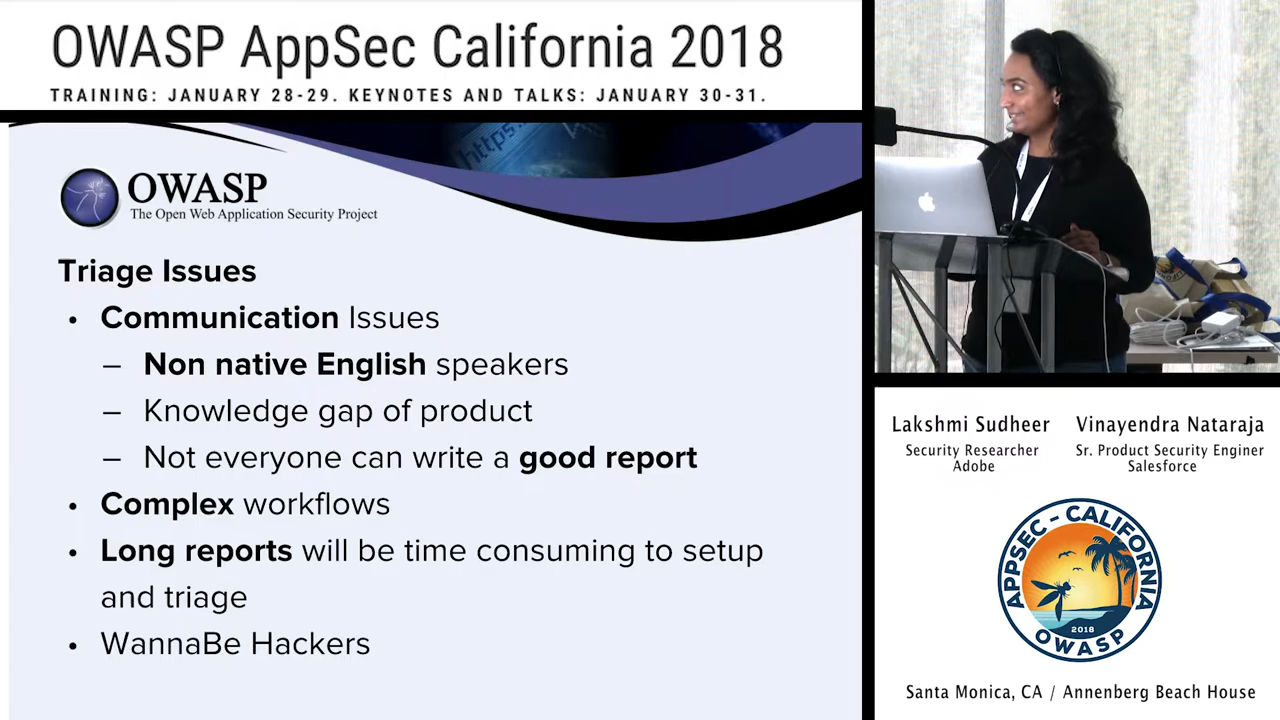 OWASP AppSec California 2018
TRAINING: JANUARY 28-29. KEYNOTES AND TALKS: JANUARY 30-31.
https:
OWASP
The Open Web Application Security Project
Triage Issues
• Communication Issues
– Non native English speakers
– Knowledge gap of product
– Not everyone can write a good report
• Complex workflows
• Long reports will be time consuming to setup
and triage
• WannaBe Hackers
Lakshmi Sudheer
Security Researcher
Adobe
Vinayendra Nataraja
Sr. Product Security Enginer
Salesforce
APPSEC - CALIFORNIA
2018
OWASP
Santa Monica, CA / Annenberg Beach House